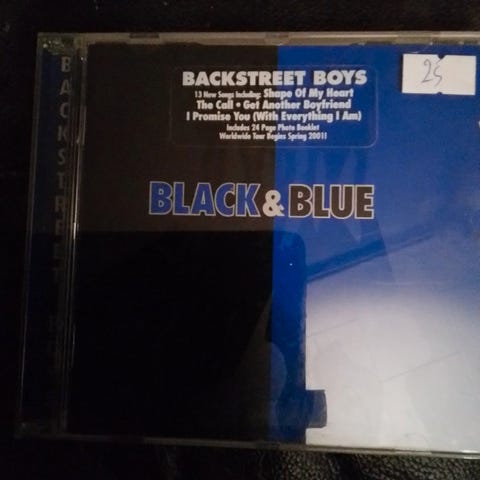 BACKSTREET BOYS
13 New Songs Including: Shape Of My Heart
The Call • Get Another Boyfriend
I Promise You (With Everything I Am)
Includes 24 Page Photo Booklet
Worldwide Tour Begins Spring 2001!
25
BLACK & BLUE
BACKSTREET